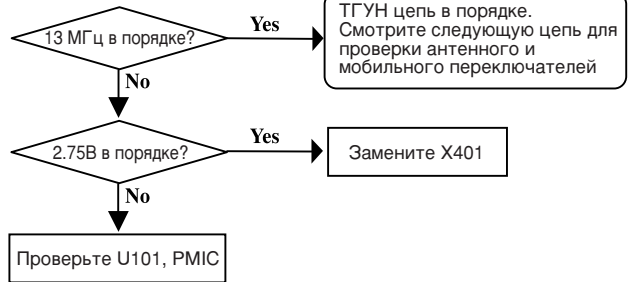 13 МГц в порядке?
Yes
ТГУН цепь в порядке.
Смотрите следующую цепь для
проверки антенного и
мобильного переключателей
No
2.75В в порядке?
Yes
Замените X401
No
Проверьте U101, PMIC